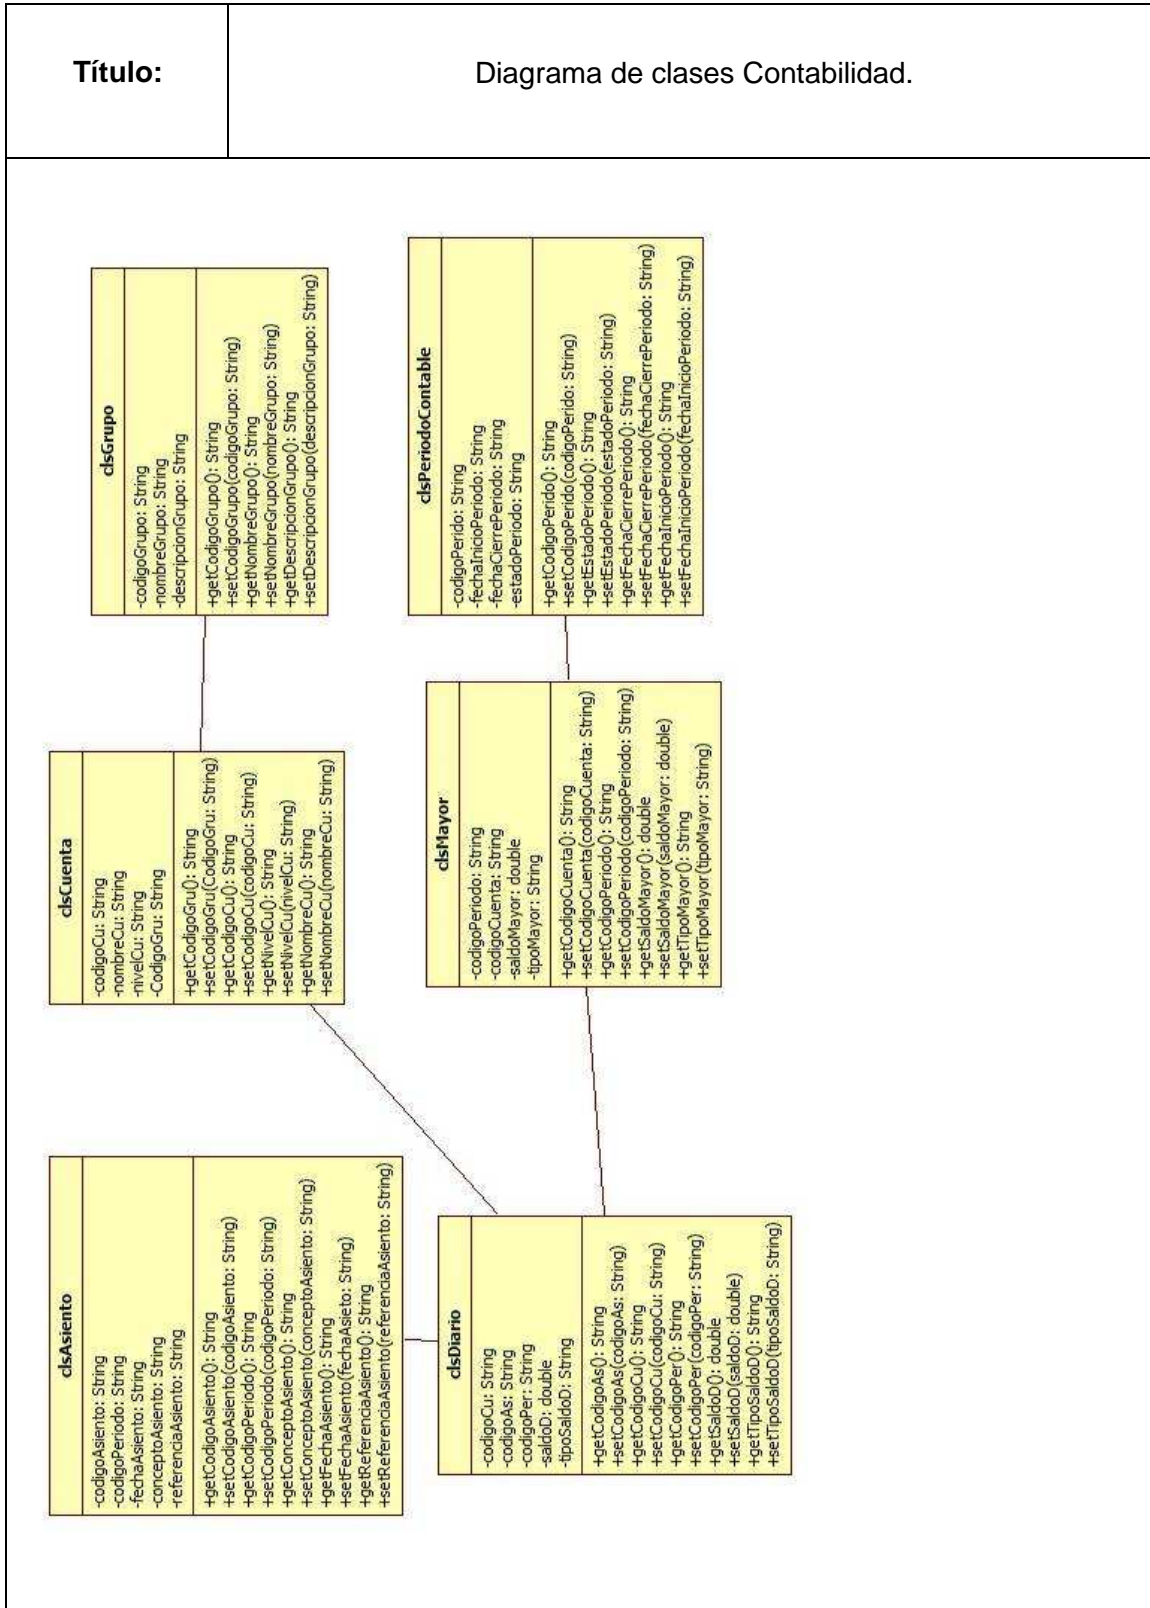 Título:
Diagrama de clases Contabilidad.
clsAsiento
-codigoAsiento: String
-codigoPeriodo: String
-fechaAsiento: String
-conceptoAsiento: String
-referenciaAsiento: String
+getCodigoAsiento(): String
+setCodigoAsiento(codigoAsiento: String)
+getCodigoPeriodo(): String
+setCodigoPeriodo(codigoPeriodo: String)
+getConceptoAsiento(): String
+setConceptoAsiento(conceptoAsiento: String)
+getFechaAsiento(): String
+setFechaAsiento(fechaAsieto: String)
+getReferenciaAsiento(): String
+setReferenciaAsiento(referenciaAsiento: String)
clsCuenta
-codigoCu: String
-nombreCu: String
-nivelCu: String
-CodigoGru: String
+getCodigoGru(): String
+setCodigoGru(CodigoGru: String)
+getCodigoCu(): String
+setCodigoCu(codigoCu: String)
+getNivelCu(): String
+setNivelCu(nivelCu: String)
+getNombreCu(): String
+setNombreCu(nombreCu: String)
clsGrupo
-codigoGrupo: String
-nombreGrupo: String
-descripcionGrupo: String
+getCodigoGrupo(): String
+setCodigoGrupo(codigoGrupo: String)
+getNombreGrupo(): String
+setNombreGrupo(nombreGrupo: String)
+getDescripcionGrupo(): String
+setDescripcionGrupo(descripcionGrupo: String)
clsDiario
-codigoCu: String
-codigoAs: String
-codigoPer: String
-saldoD: double
-tipoSaldoD: String
+getCodigoAs(): String
+setCodigoAs(codigoAs: String)
+getCodigoCu(): String
+setCodigoCu(codigoCu: String)
+getCodigoPer(): String
+setCodigoPer(codigoPer: String)
+getSaldoD(): double
+setSaldoD(saldoD: double)
+getTipoSaldoD(): String
+setTipoSaldoD(tipoSaldoD: String)
clsMayor
-codigoPeriodo: String
-codigoCuenta: String
-saldoMayor: double
-tipoMayor: String
+getCodigoCuenta(): String
+setCodigoCuenta(codigoCuenta: String)
+getCodigoPeriodo(): String
+setCodigoPeriodo(codigoPeriodo: String)
+getSaldoMayor(): double
+setSaldoMayor(saldoMayor: double)
+getTipoMayor(): String
+setTipoMayor(tipoMayor: String)
clsPeriodoContable
-codigoPerido: String
-fechaInicioPeriodo: String
-fechaCierrePeriodo: String
-estadoPeriodo: String
+getCodigoPerido(): String
+setCodigoPerido(codigoPerido: String)
+getEstadoPeriodo(): String
+setEstadoPeriodo(estadoPeriodo: String)
+getFechaCierrePeriodo(): String
+setFechaCierrePeriodo(fechaCierrePeriodo: String)
+getFechaInicioPeriodo(): String
+setFechaInicioPeriodo(fechaInicioPeriodo: String)